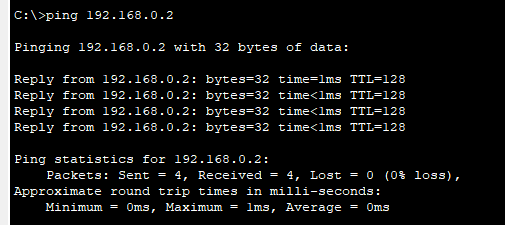 C:\>ping 192.168.0.2
Pinging 192.168.0.2 with 32 bytes of data:
Reply from 192.168.0.2: bytes=32 time=1ms TTL=128
Reply from 192.168.0.2: bytes=32 time<1ms TTL=128
Reply from 192.168.0.2: bytes=32 time<1ms TTL=128
Reply from 192.168.0.2: bytes=32 time<1ms TTL=128
Ping statistics for 192.168.0.2:
    Packets: Sent = 4, Received = 4, Lost = 0 (0% loss),
Approximate round trip times in milli-seconds:
    Minimum = 0ms, Maximum = 1ms, Average = 0ms